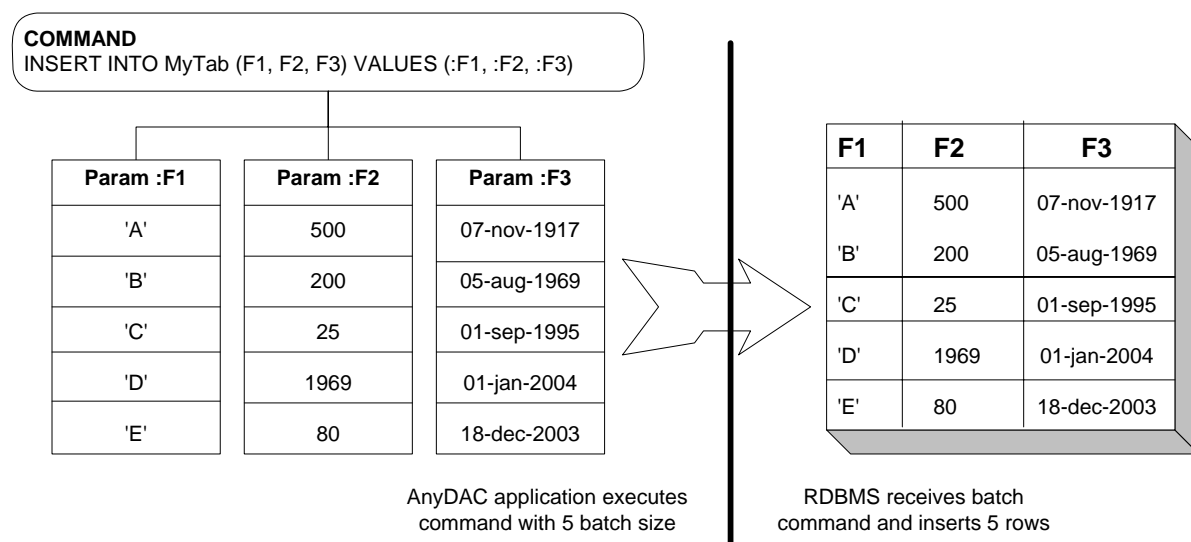 COMMAND
INSERT INTO MyTab (F1, F2, F3) VALUES (:F1, :F2, :F3)
Param :F1 Param :F2 Param :F3
'A' 500 07-nov-1917
'B' 200 05-aug-1969
'C' 25 01-sep-1995
'D' 1969 01-jan-2004
'E' 80 18-dec-2003
AnyDAC application executes
command with 5 batch size
F1 F2 F3
'A' 500 07-nov-1917
'B' 200 05-aug-1969
'C' 25 01-sep-1995
'D' 1969 01-jan-2004
'E' 80 18-dec-2003
RDBMS receives batch
command and inserts 5 rows